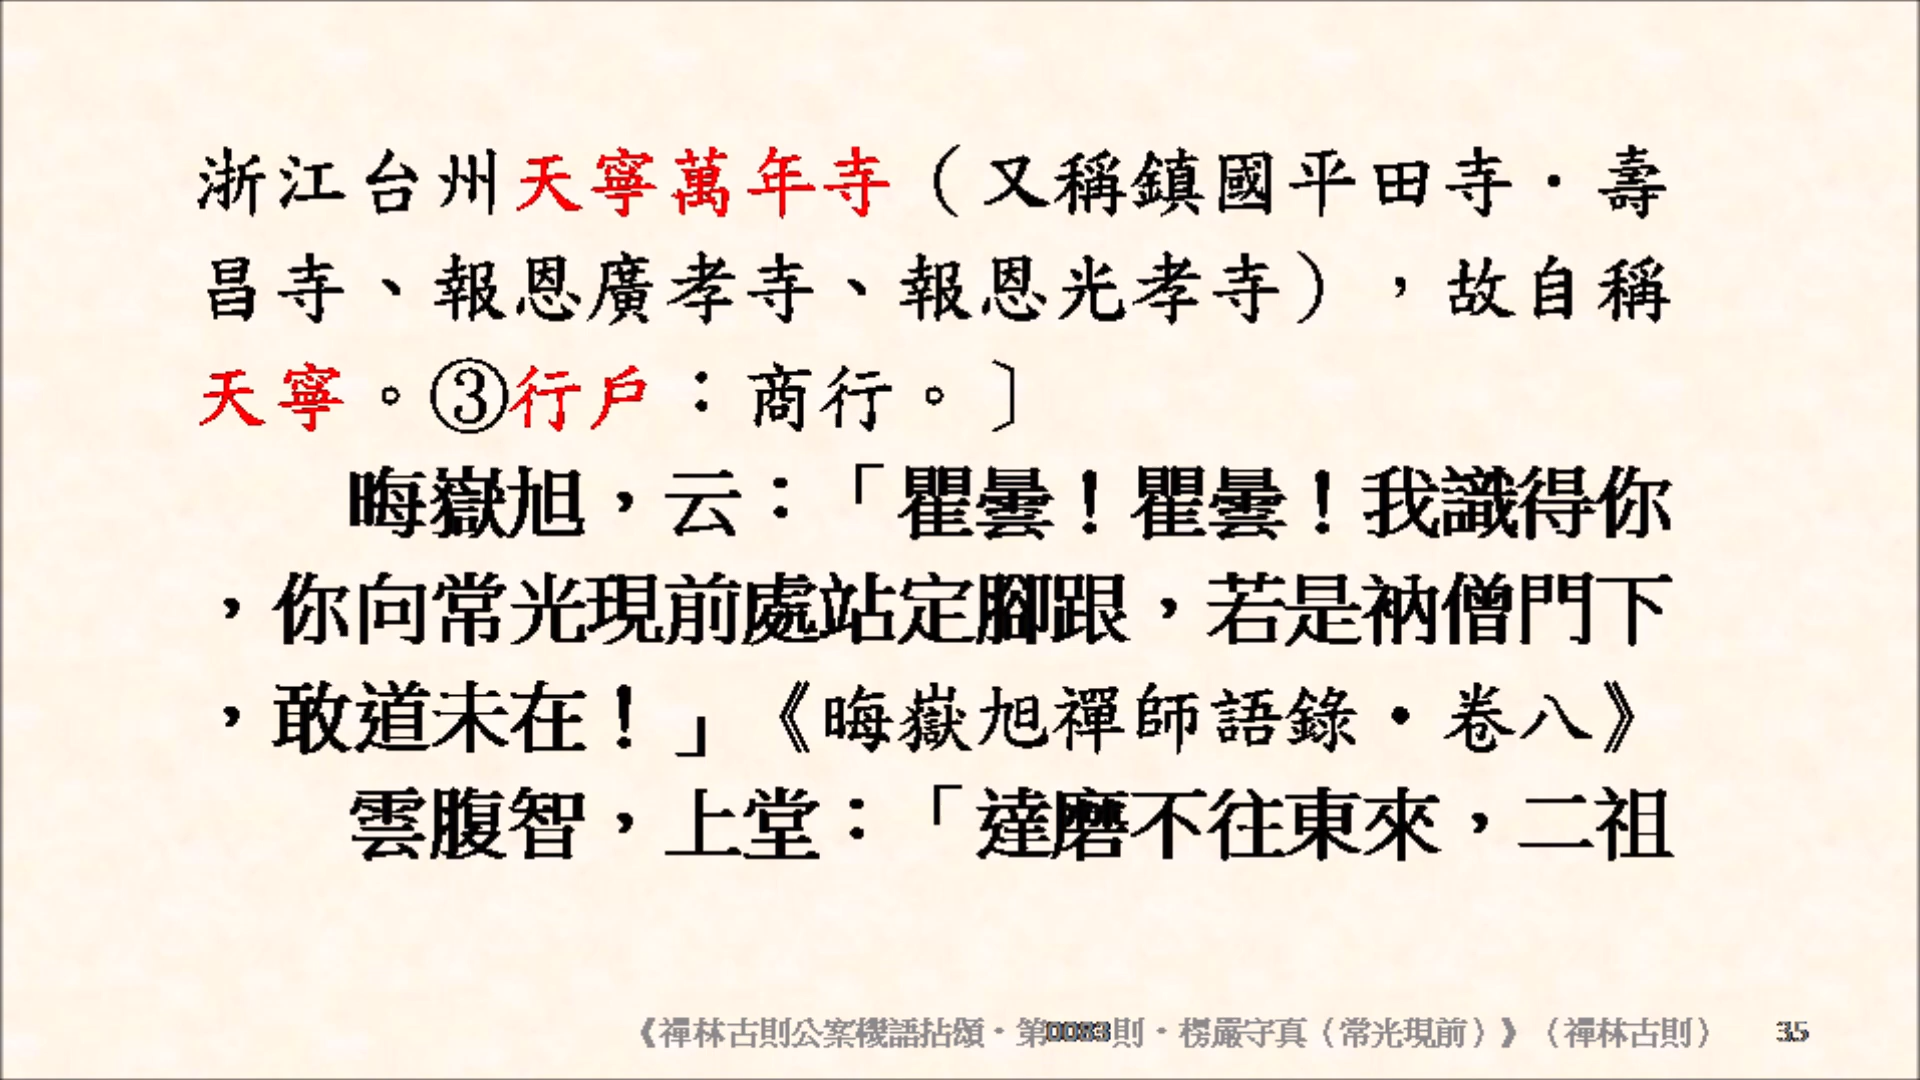 浙江台州天寧萬年寺（又稱鎮國平田寺‧壽
昌寺、報恩廣孝寺、報恩光孝寺），故自稱
天寧。③行戶：商行。〕
晦嶽旭，云：「瞿曇！瞿曇！我識得你
，你向常光現前處站定腳跟，若是衲僧門下
，敢道未在！」《晦嶽旭禪師語錄‧卷八》
雲腹智，上堂：「達磨不往東來，二祖
《禪林古則公案機語拈頌‧第0083則‧楞嚴守真（常光現前）》（禪林古則） 35